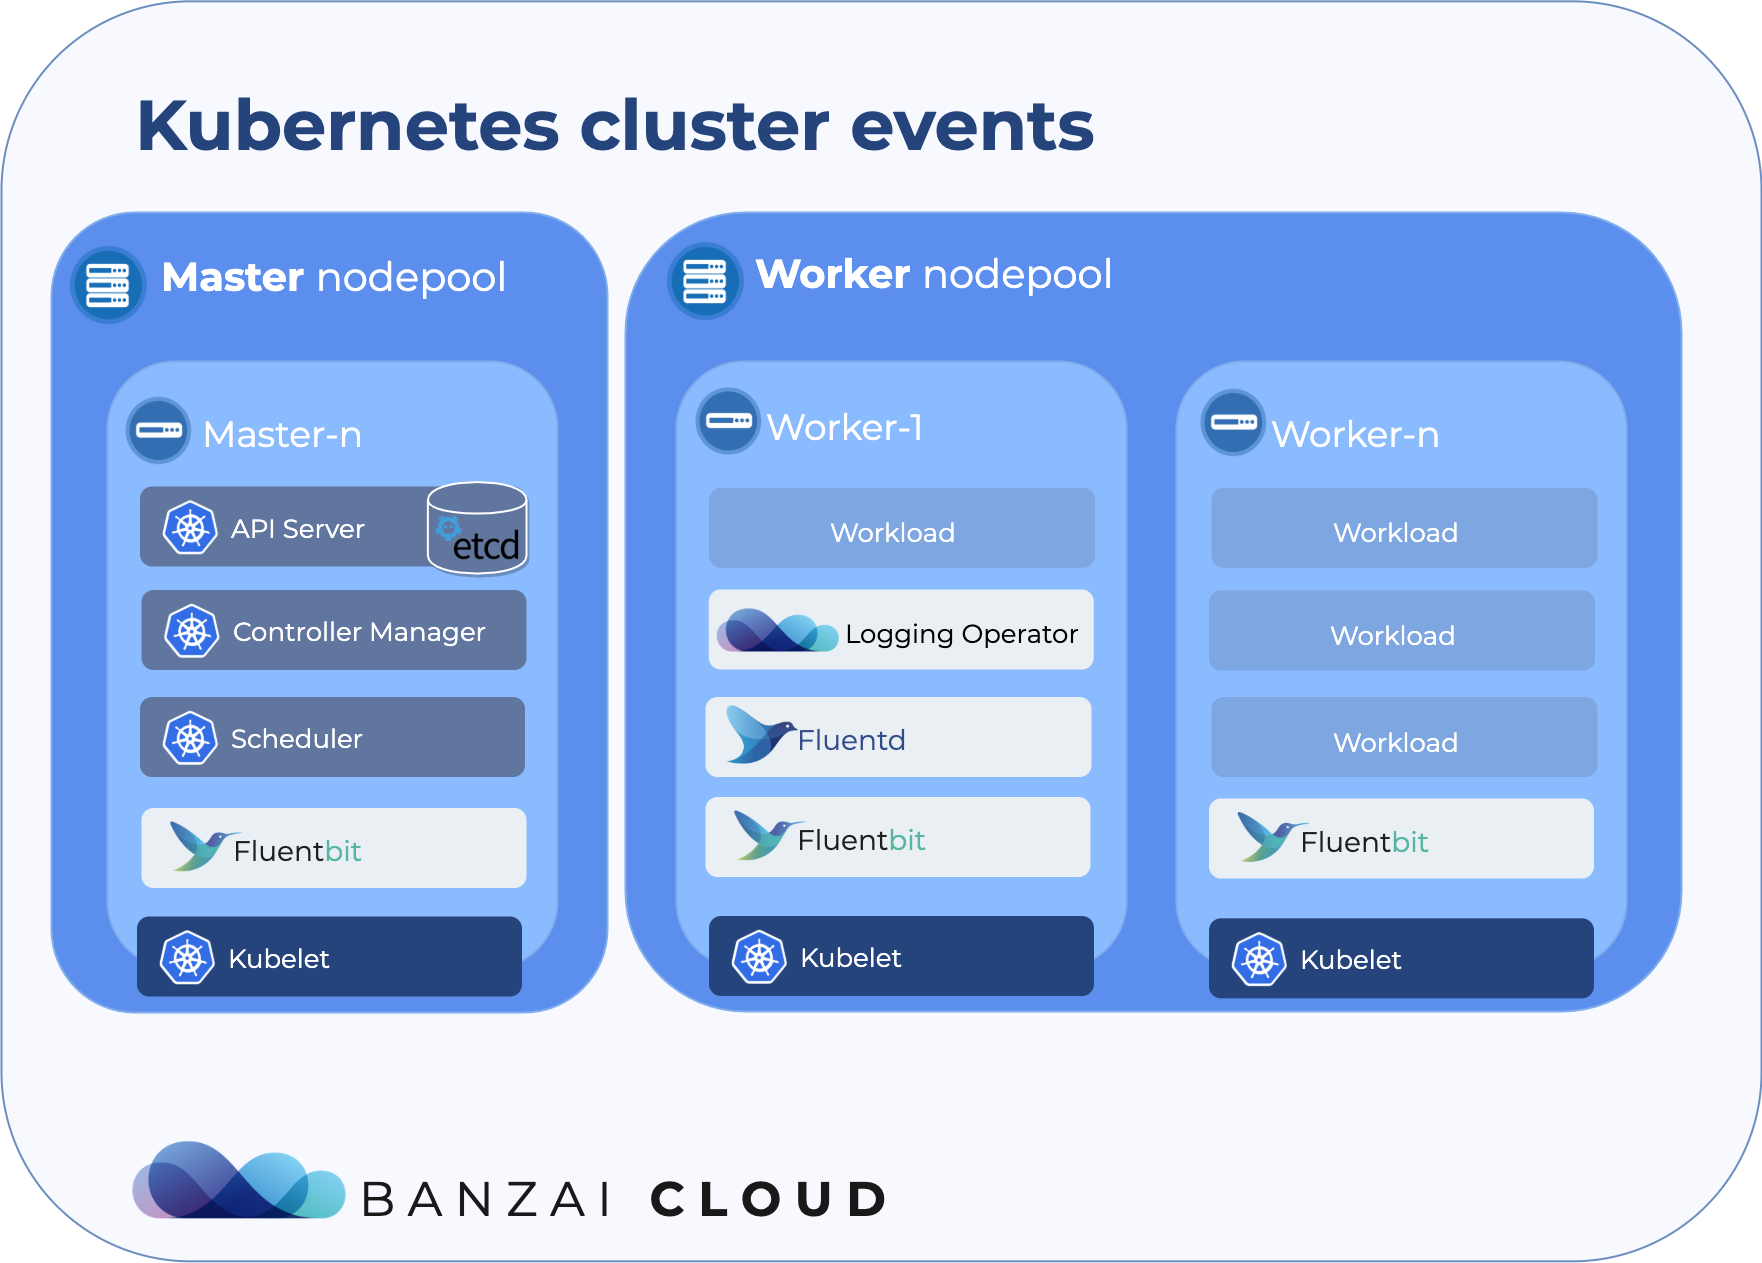 Kubernetes cluster events
Master nodepool
Master-n
API Server
etcd
Controller Manager
Scheduler
Fluentbit
Kubelet
Worker nodepool
Worker-1
Workload
Logging Operator
Fluentd
Fluentbit
Kubelet
Worker-n
Workload
Workload
Workload
Fluentbit
Kubelet
BANZAI CLOUD